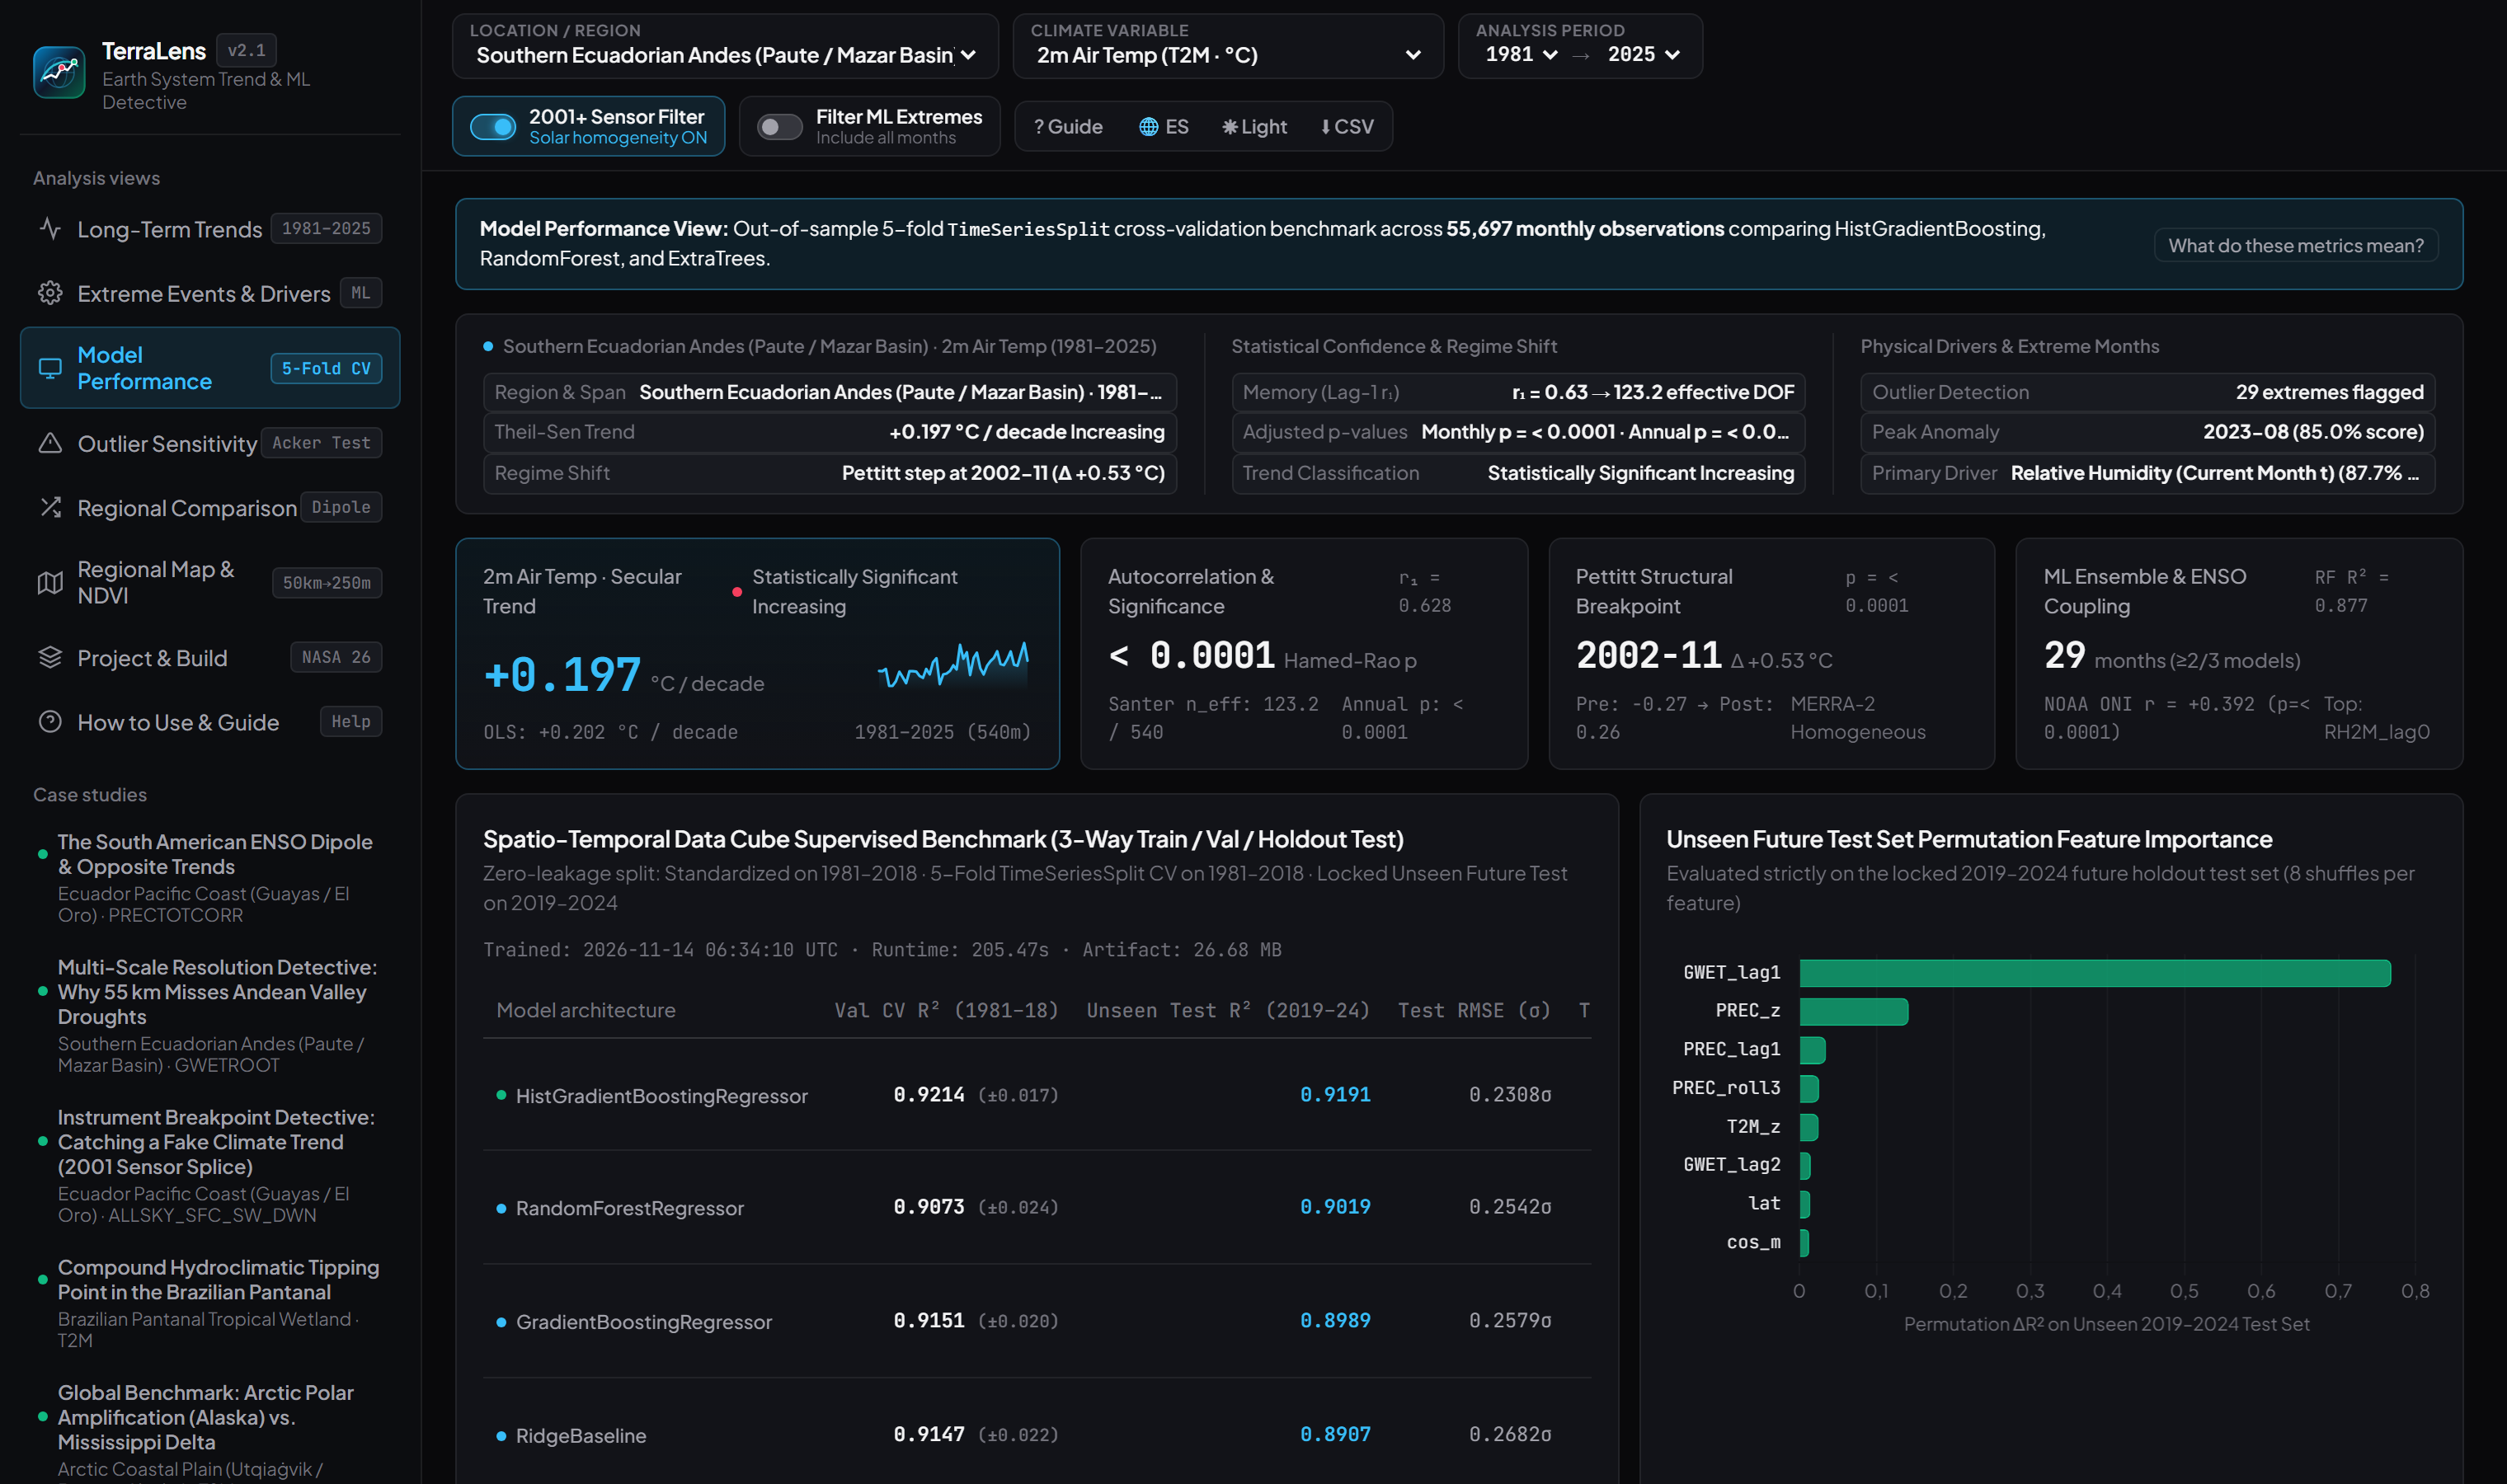 TerraLens v2.1
Earth System Trend & ML
Detective
Analysis views
Long-Term Trends 1981–2025
Extreme Events & Drivers ML
Model
Performance
5-Fold CV
Outlier Sensitivity Acker Test
Regional Comparison Dipole
Regional Map &
NDVI
50km→250m
Project & Build NASA 26
How to Use & Guide Help
Case studies
The South American ENSO Dipole
& Opposite Trends
Ecuador Pacific Coast (Guayas / El
Oro) · PRECTOTCORR
Multi-Scale Resolution Detective:
Why 55 km Misses Andean Valley
Droughts
Southern Ecuadorian Andes (Paute /
Mazar Basin) · GWETROOT
Instrument Breakpoint Detective:
Catching a Fake Climate Trend
(2001 Sensor Splice)
Ecuador Pacific Coast (Guayas / El
Oro) · ALLSKY_SFC_SW_DWN
Compound Hydroclimatic Tipping
Point in the Brazilian Pantanal
Brazilian Pantanal Tropical Wetland ·
T2M
Global Benchmark: Arctic Polar
Amplification (Alaska) vs.
Mississippi Delta
Arctic Coastal Plain (Utqiaġvik /
LOCATION / REGION
Southern Ecuadorian Andes (Paute / Mazar Basin)
CLIMATE VARIABLE
2m Air Temp (T2M · °C)
ANALYSIS PERIOD
1981 → 2025
2001+ Sensor Filter
Solar homogeneity ON
Filter ML Extremes
Include all months
? Guide
ES
Light
CSV
Model Performance View: Out-of-sample 5-fold TimeSeriesSplit cross-validation benchmark across 55,697 monthly observations comparing HistGradientBoosting,
RandomForest, and ExtraTrees.
What do these metrics mean?
Southern Ecuadorian Andes (Paute / Mazar Basin) · 2m Air Temp (1981–2025)
Region & Span Southern Ecuadorian Andes (Paute / Mazar Basin) · 1981–...
Theil-Sen Trend +0.197 °C / decade Increasing
Regime Shift Pettitt step at 2002-11 (Δ +0.53 °C)
Statistical Confidence & Regime Shift
Memory (Lag-1 r₁) r₁ = 0.63 → 123.2 effective DOF
Adjusted p-values Monthly p = < 0.0001 · Annual p = < 0.0...
Trend Classification Statistically Significant Increasing
Physical Drivers & Extreme Months
Outlier Detection 29 extremes flagged
Peak Anomaly 2023-08 (85.0% score)
Primary Driver Relative Humidity (Current Month t) (87.7% ...
2m Air Temp · Secular
Trend
Statistically Significant
Increasing
+0.197 °C / decade
OLS: +0.202 °C / decade
1981–2025 (540m)
Autocorrelation &
Significance
r₁ =
0.628
< 0.0001 Hamed-Rao p
Santer n_eff: 123.2
/ 540
Annual p: <
0.0001
Pettitt Structural
Breakpoint
p = <
0.0001
2002-11 Δ +0.53 °C
Pre: -0.27 → Post:
0.26
MERRA-2
Homogeneous
ML Ensemble & ENSO
Coupling
RF R² =
0.877
29 months (≥2/3 models)
NOAA ONI r = +0.392 (p=<
0.0001)
Top:
RH2M_lag0
Spatio-Temporal Data Cube Supervised Benchmark (3-Way Train / Val / Holdout Test)
Zero-leakage split: Standardized on 1981–2018 · 5-Fold TimeSeriesSplit CV on 1981–2018 · Locked Unseen Future Test
on 2019–2024
Trained: 2026-11-14 06:34:10 UTC · Runtime: 205.47s · Artifact: 26.68 MB
Model architecture Val CV R² (1981–18) Unseen Test R² (2019–24) Test RMSE (σ) T
HistGradientBoostingRegressor 0.9214 (±0.017) 0.9191 0.2308σ
RandomForestRegressor 0.9073 (±0.024) 0.9019 0.2542σ
GradientBoostingRegressor 0.9151 (±0.020) 0.8989 0.2579σ
RidgeBaseline 0.9147 (±0.022) 0.8907 0.2682σ
Unseen Future Test Set Permutation Feature Importance
Evaluated strictly on the locked 2019–2024 future holdout test set (8 shuffles per
feature)
GWET_lag1
PREC_z
PREC_lag1
PREC_roll3
T2M_z
GWET_lag2
lat
cos_m
0 0,1 0,2 0,3 0,4 0,5 0,6 0,7 0,8
Permutation ΔR² on Unseen 2019–2024 Test Set